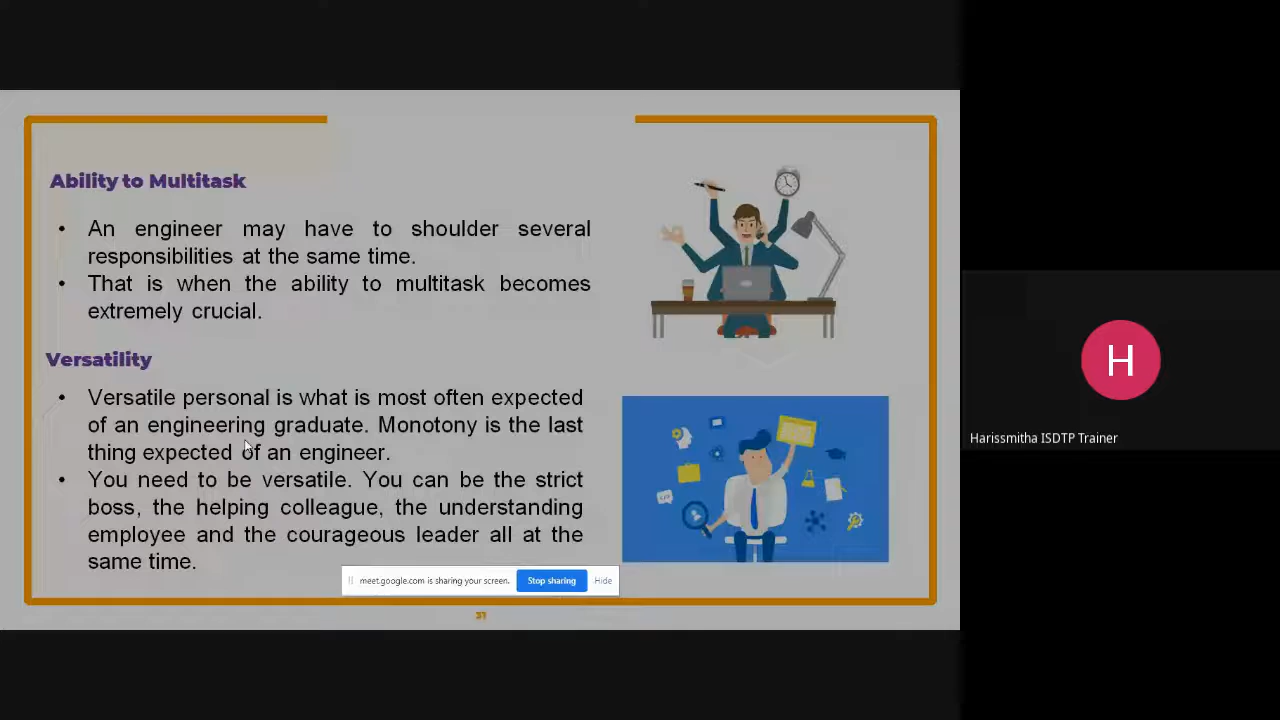 Ability to Multitask
• An engineer may have to shoulder several
responsibilities at the same time.
• That is when the ability to multitask becomes
extremely crucial.
Versatility
• Versatile personal is what is most often expected
of an engineering graduate. Monotony is the last
thing expected of an engineer.
• You need to be versatile. You can be the strict
boss, the helping colleague, the understanding
employee and the courageous leader all at the
same time.
meet.google.com is sharing your screen. Stop sharing Hide
H
Harissmitha ISDTP Trainer